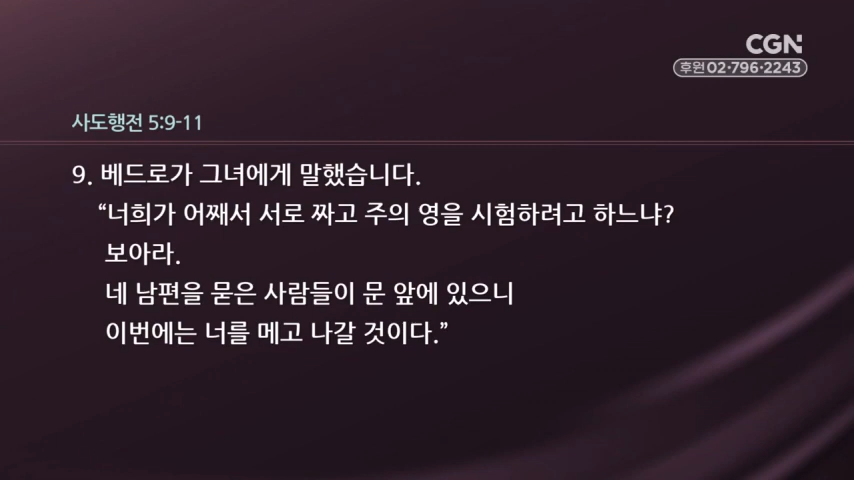 CGN
후원 02·796·2243
사도행전 5:9-11
9. 베드로가 그녀에게 말했습니다.
“너희가 어째서 서로 짜고 주의 영을 시험하려고 하느냐?
보아라.
네 남편을 묻은 사람들이 문 앞에 있으니
이번에는 너를 메고 나갈 것이다.”